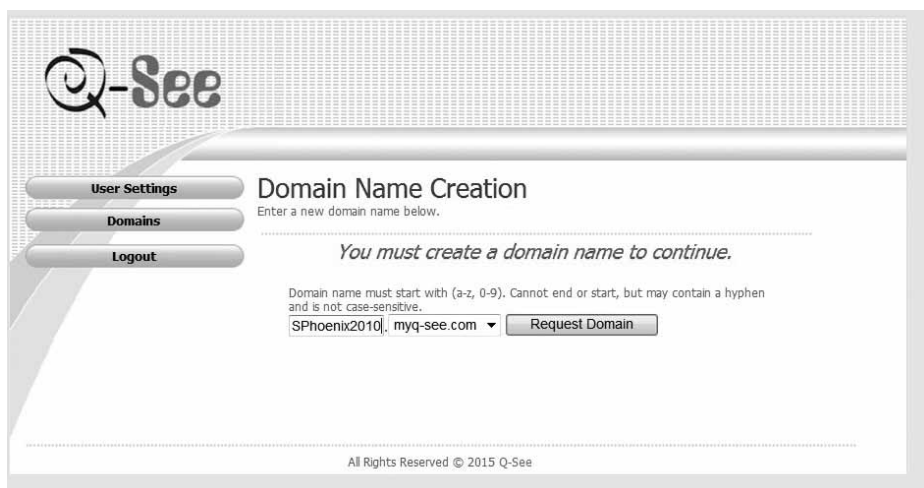 Q-See
User Settings
Domains
Logout
Domain Name Creation
Enter a new domain name below.
You must create a domain name to continue.
Domain name must start with (a-z, 0-9). Cannot end or start, but may contain a hyphen
and is not case-sensitive.
SPhoenix2010 . myq-see.com Request Domain
All Rights Reserved © 2015 Q-See